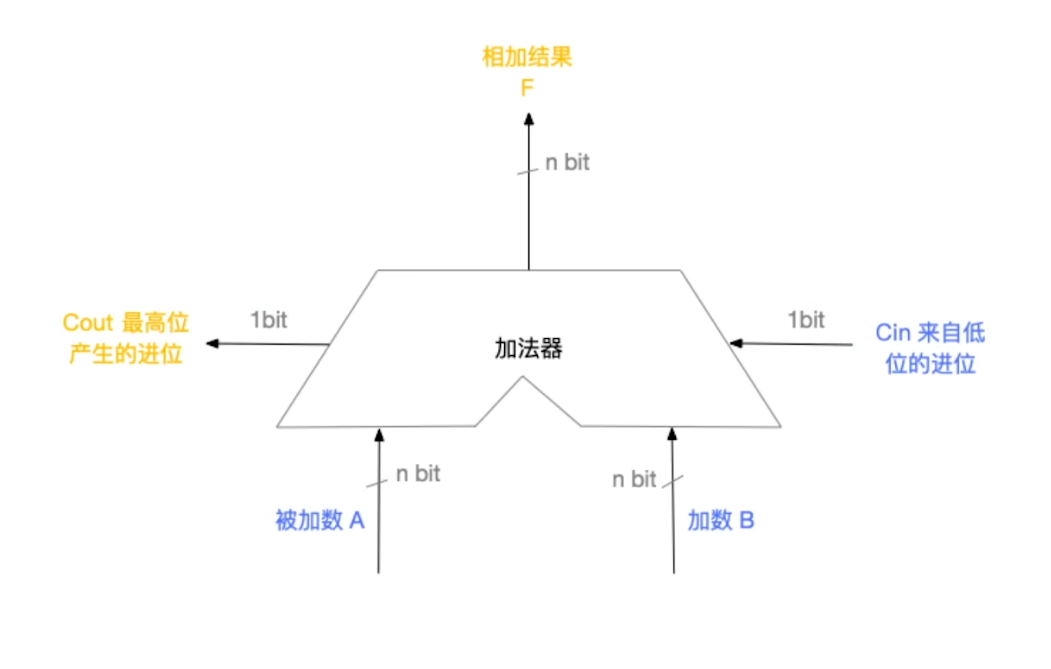 相加结果
F
n bit
Cout 最高位
产生的进位
1bit
加法器
1bit
Cin 来自低
位的进位
n bit
n bit
被加数 A
加数 B